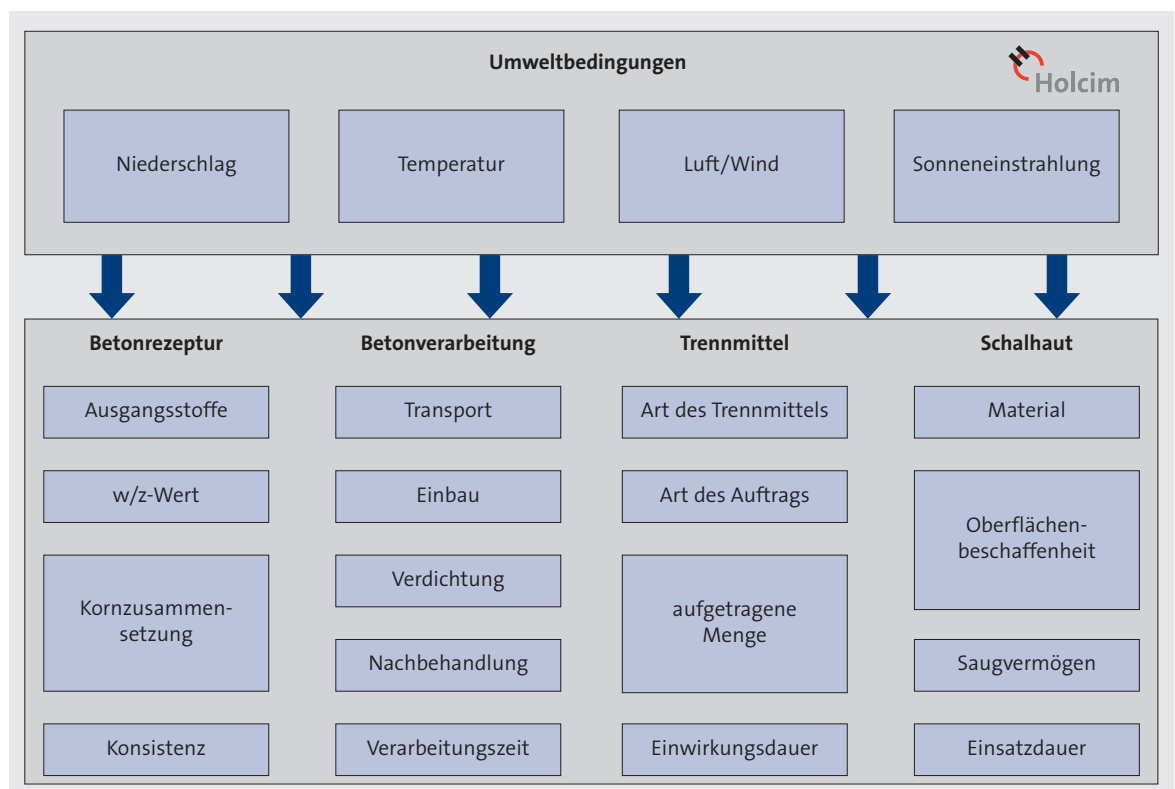 Umweltbedingungen
Holcim
Niederschlag
Temperatur
Luft/Wind
Sonneneinstrahlung
Betonrezeptur
Betonverarbeitung
Trennmittel
Schalhaut
Ausgangsstoffe
Transport
Art des Trennmittels
Material
w/z-Wert
Einbau
Art des Auftrags
Oberflächen-
beschaffenheit
Kornzusammen-
setzung
Verdichtung
aufgetragene
Menge
Nachbehandlung
Saugvermögen
Konsistenz
Verarbeitungszeit
Einwirkungsdauer
Einsatzdauer